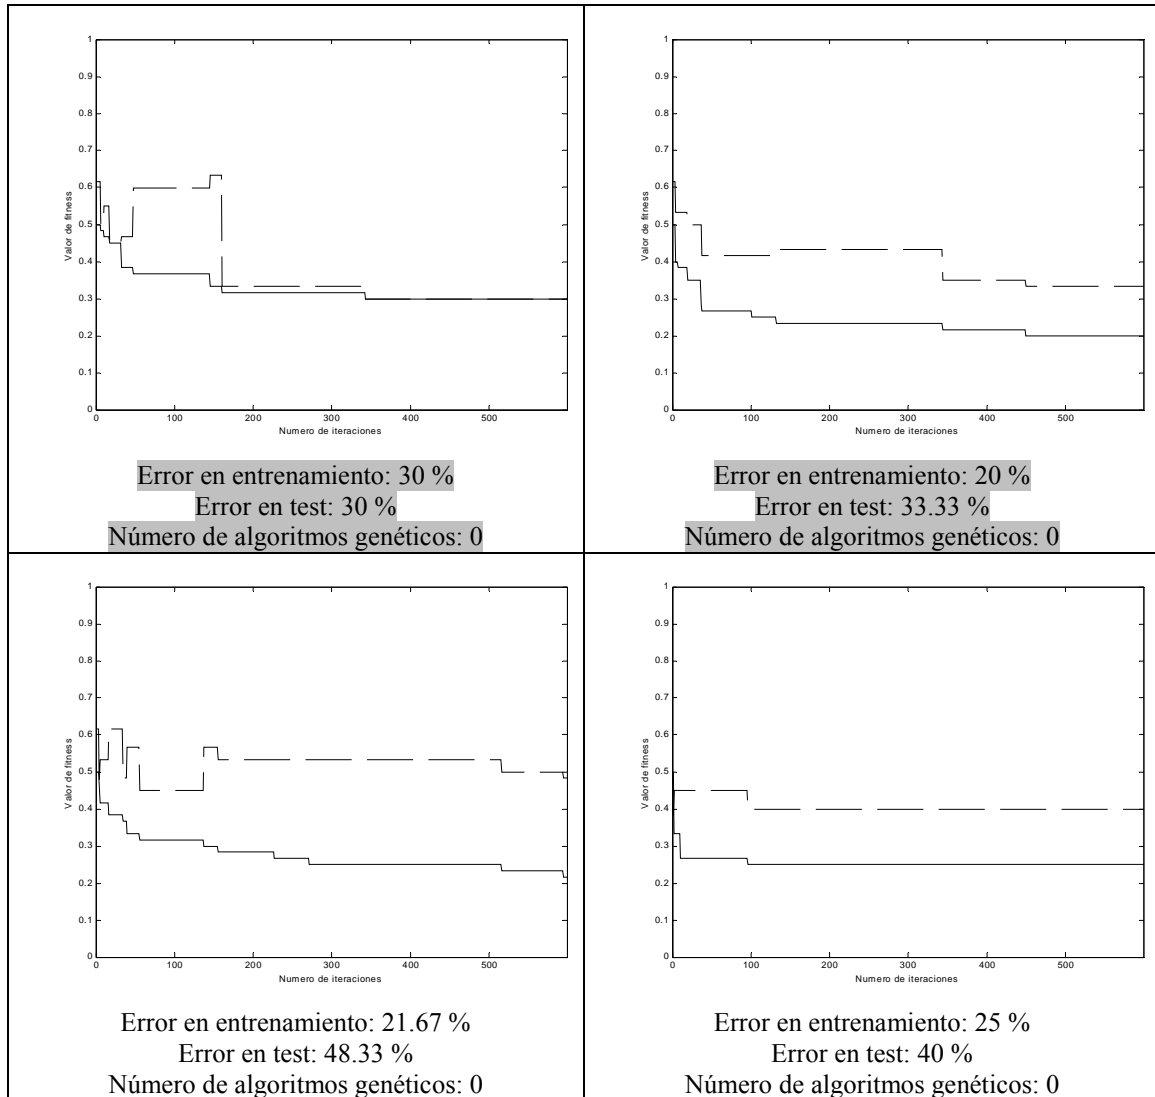 1
0.9
0.8
0.7
0.6
0.5
0.4
0.3
0.2
0.1
0
Valor de fitness
0 100 200 300 400 500
Numero de iteraciones
Error en entrenamiento: 30 %
Error en test: 30 %
Número de algoritmos genéticos: 0
1
0.9
0.8
0.7
0.6
0.5
0.4
0.3
0.2
0.1
0
Valor de fitness
0 100 200 300 400 500
Numero de iteraciones
Error en entrenamiento: 20 %
Error en test: 33.33 %
Número de algoritmos genéticos: 0
1
0.9
0.8
0.7
0.6
0.5
0.4
0.3
0.2
0.1
0
Valor de fitness
0 100 200 300 400 500
Numero de iteraciones
Error en entrenamiento: 21.67 %
Error en test: 48.33 %
Número de algoritmos genéticos: 0
1
0.9
0.8
0.7
0.6
0.5
0.4
0.3
0.2
0.1
0
Valor de fitness
0 100 200 300 400 500
Numero de iteraciones
Error en entrenamiento: 25 %
Error en test: 40 %
Número de algoritmos genéticos: 0